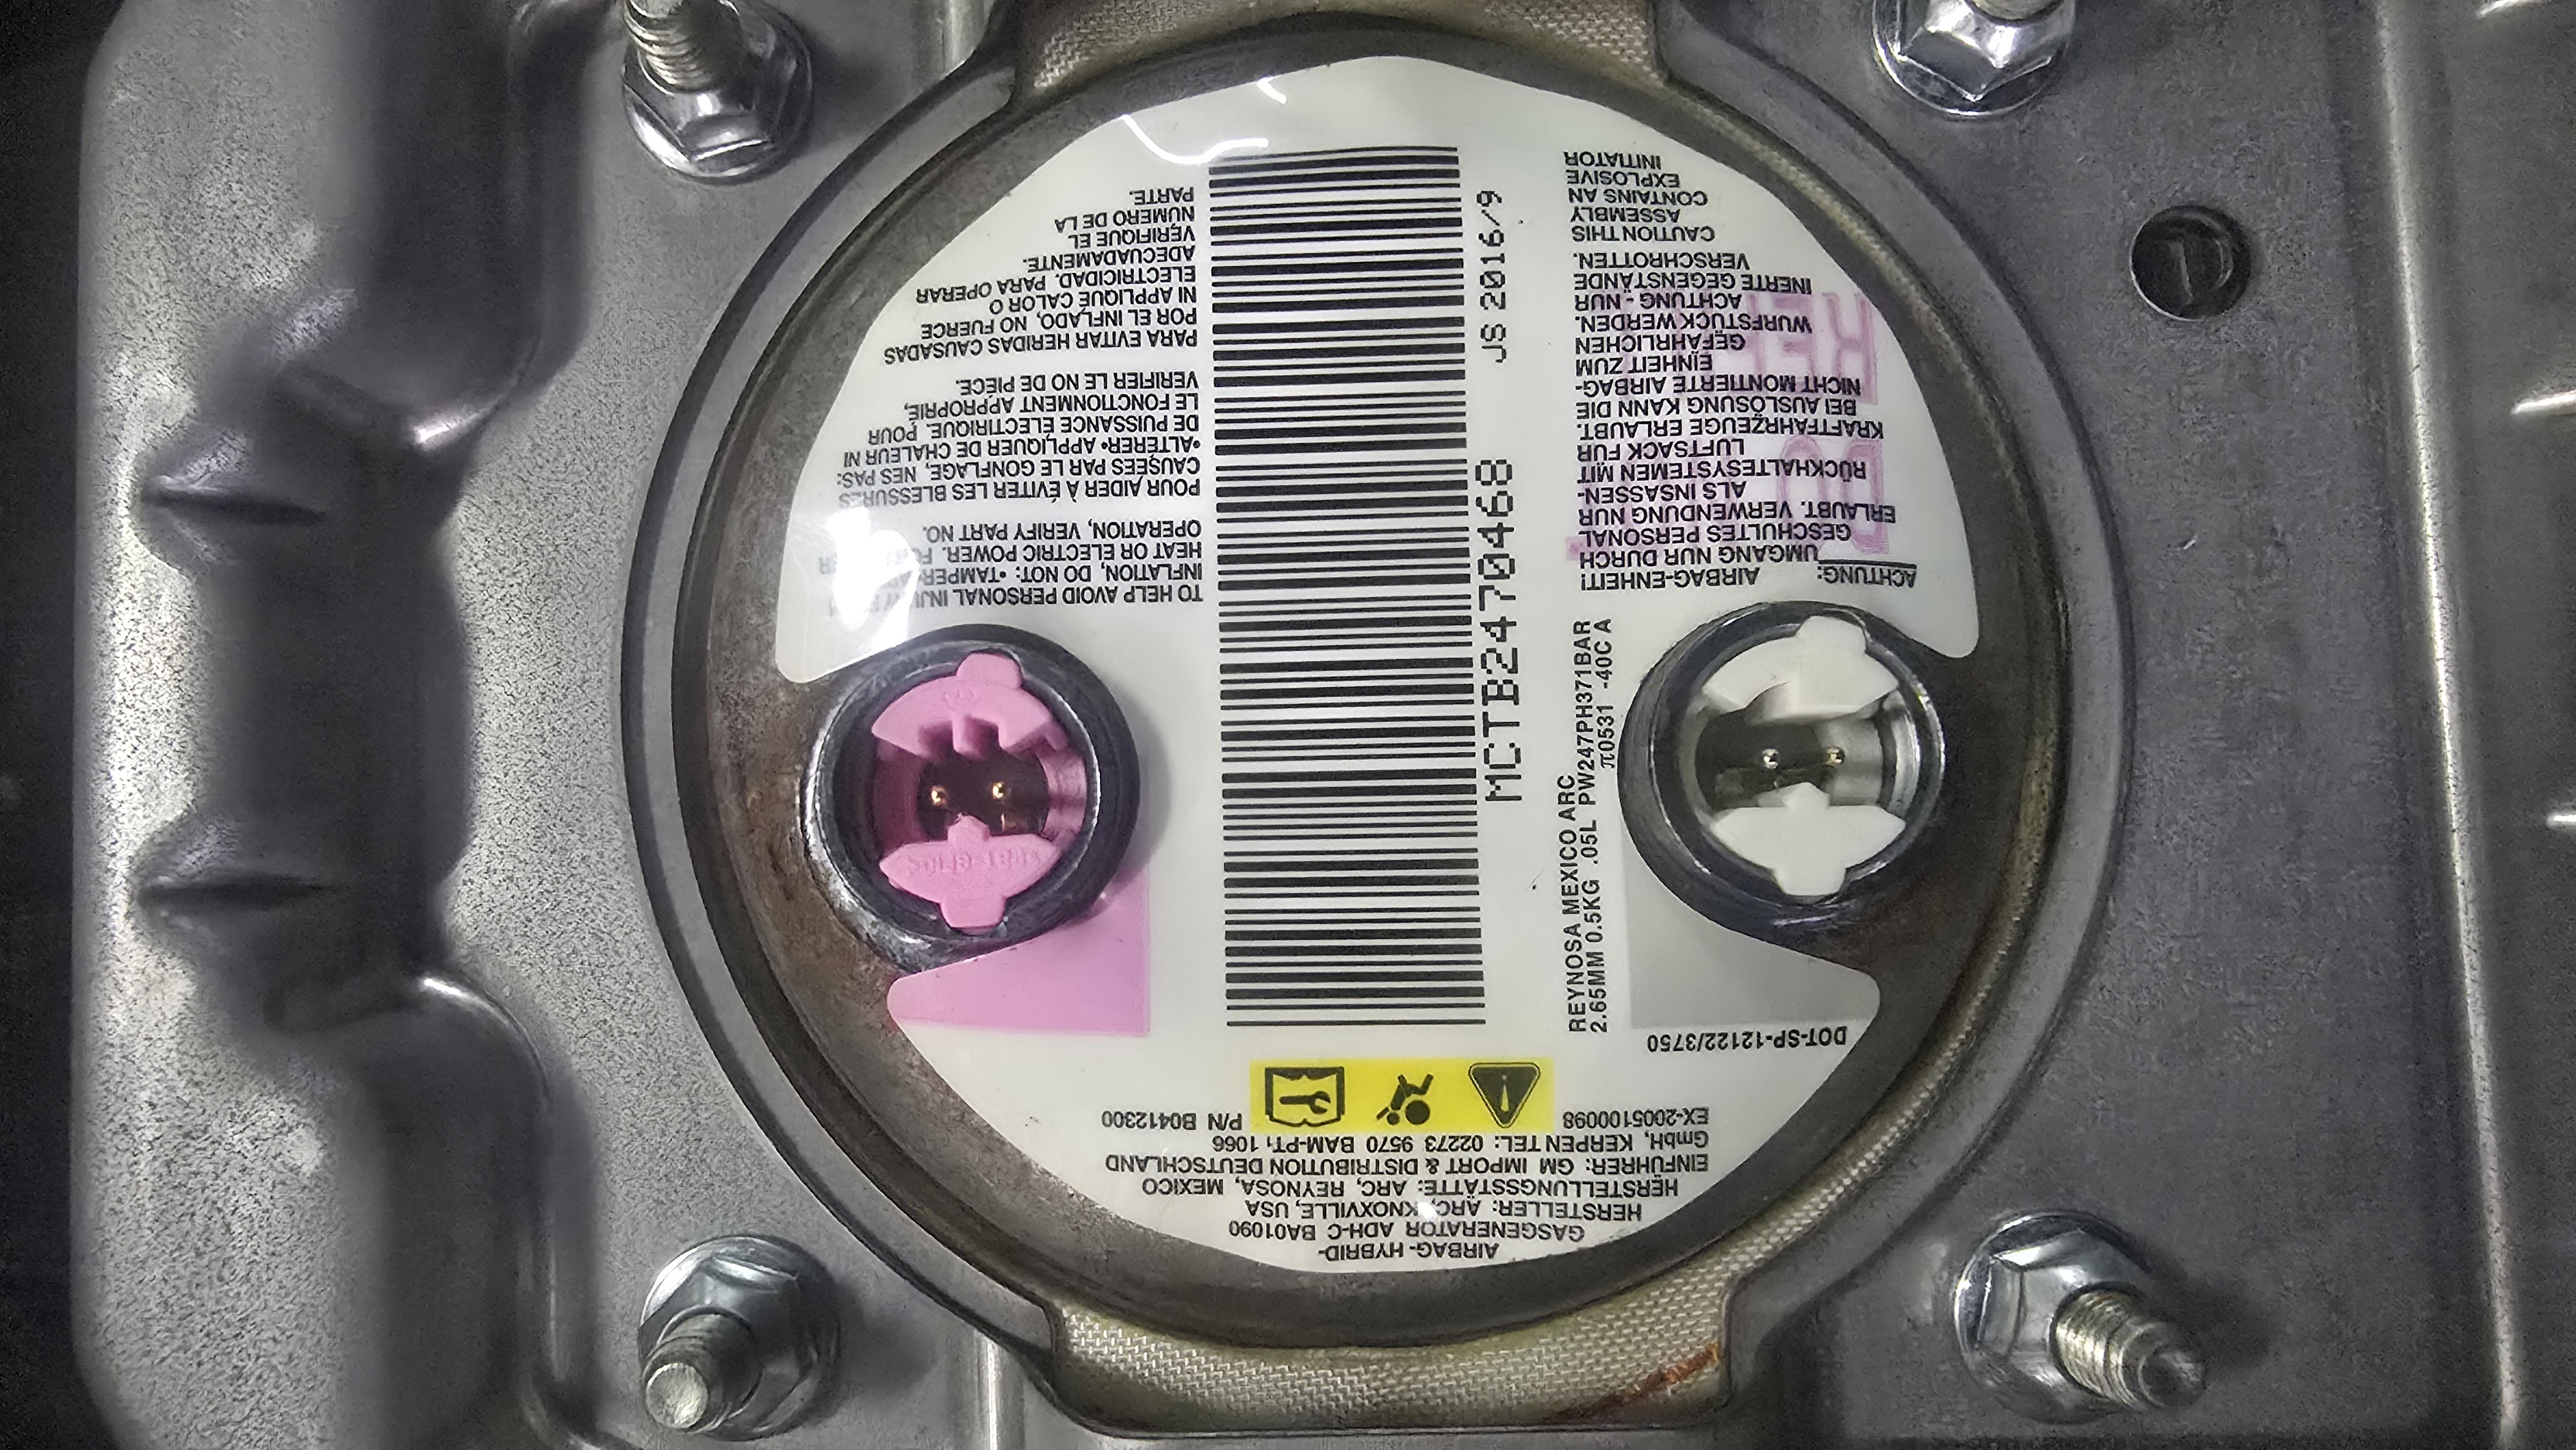 AIRBAG-HYBRID-
GASGENERATOR ADH-C BA01090
HERSTELLER: ARC, KNOXVILLE, USA
HERSTELLUNGSSTÄTTE: ARC, REYNOSA, MEXICO
EINFÜHRER: GM IMPORT & DISTRIBUTION DEUTSCHLAND
GmbH, KERPEN TEL: 02273 9570 BAM-PT1 1066
EX-2005100098
P/N B0412300
DOT-SP-12122/3750
ACHTUNG: AIRBAG-ENHEIT!
UMGANG NUR DURCH
GESCHULTES PERSONAL
ERLAUBT. VERWENDUNG NUR
ALS INSASSEN-
RÜCKHALTESYSTEMEN MIT
LUFTSACK FÜR
KRAFTFAHRZEUGE ERLAUBT.
BEI AUSLÖSUNG KANN DIE
NICHT MONTIERTE AIRBAG-
EINHEIT ZUM
GEFÄHRLICHEN
WURFSTÜCK WERDEN.
ACHTUNG - NUR
INERTE GEGENSTÄNDE
VERSCHROTTEN.
CAUTION THIS
ASSEMBLY
CONTAINS AN
EXPLOSIVE
INITIATOR
TO HELP AVOID PERSONAL
INFLATION, DO NOT: •TAMPER
HEAT OR ELECTRIC POWER.
OPERATION, VERIFY PART NO.
POUR AIDER À ÉVITER LES BLESSURES
CAUSÉES PAR LE GONFLAGE, NES PAS:
•ALTERER• APPLIQUER DE CHALEUR NI
DE PUISSANCE ÉLECTIRIQUE. POUR
LE FONCTIONMENT APPROPRIÉ,
VERIFIER LE NO DE PIÈCE.
PARA EVITAR HERIDAS CAUSADAS
POR EL INFLADO, NO FUERCE
NI APPLIQUE CALOR O
ELECTRICIDAD. PARA OPERAR
ADECUADAMENTE.
VERIFIQUE EL
NUMERO DE LA
PARTE.
MCTB2470468
JS 2016/9
REYNOSA MEXICO ARC
2.65MM 0.5KG .05L PW247PH371BAR
π0531 -40C A